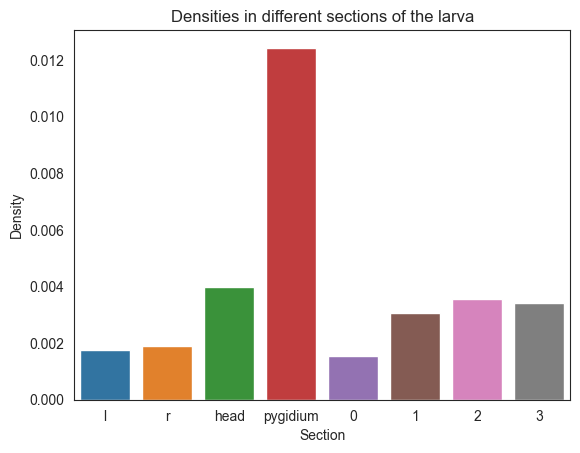 Densities in different sections of the larva
0.012
0.010
0.008
0.006
0.004
0.002
0.000
Density
l r head pygidium 0 1 2 3
Section